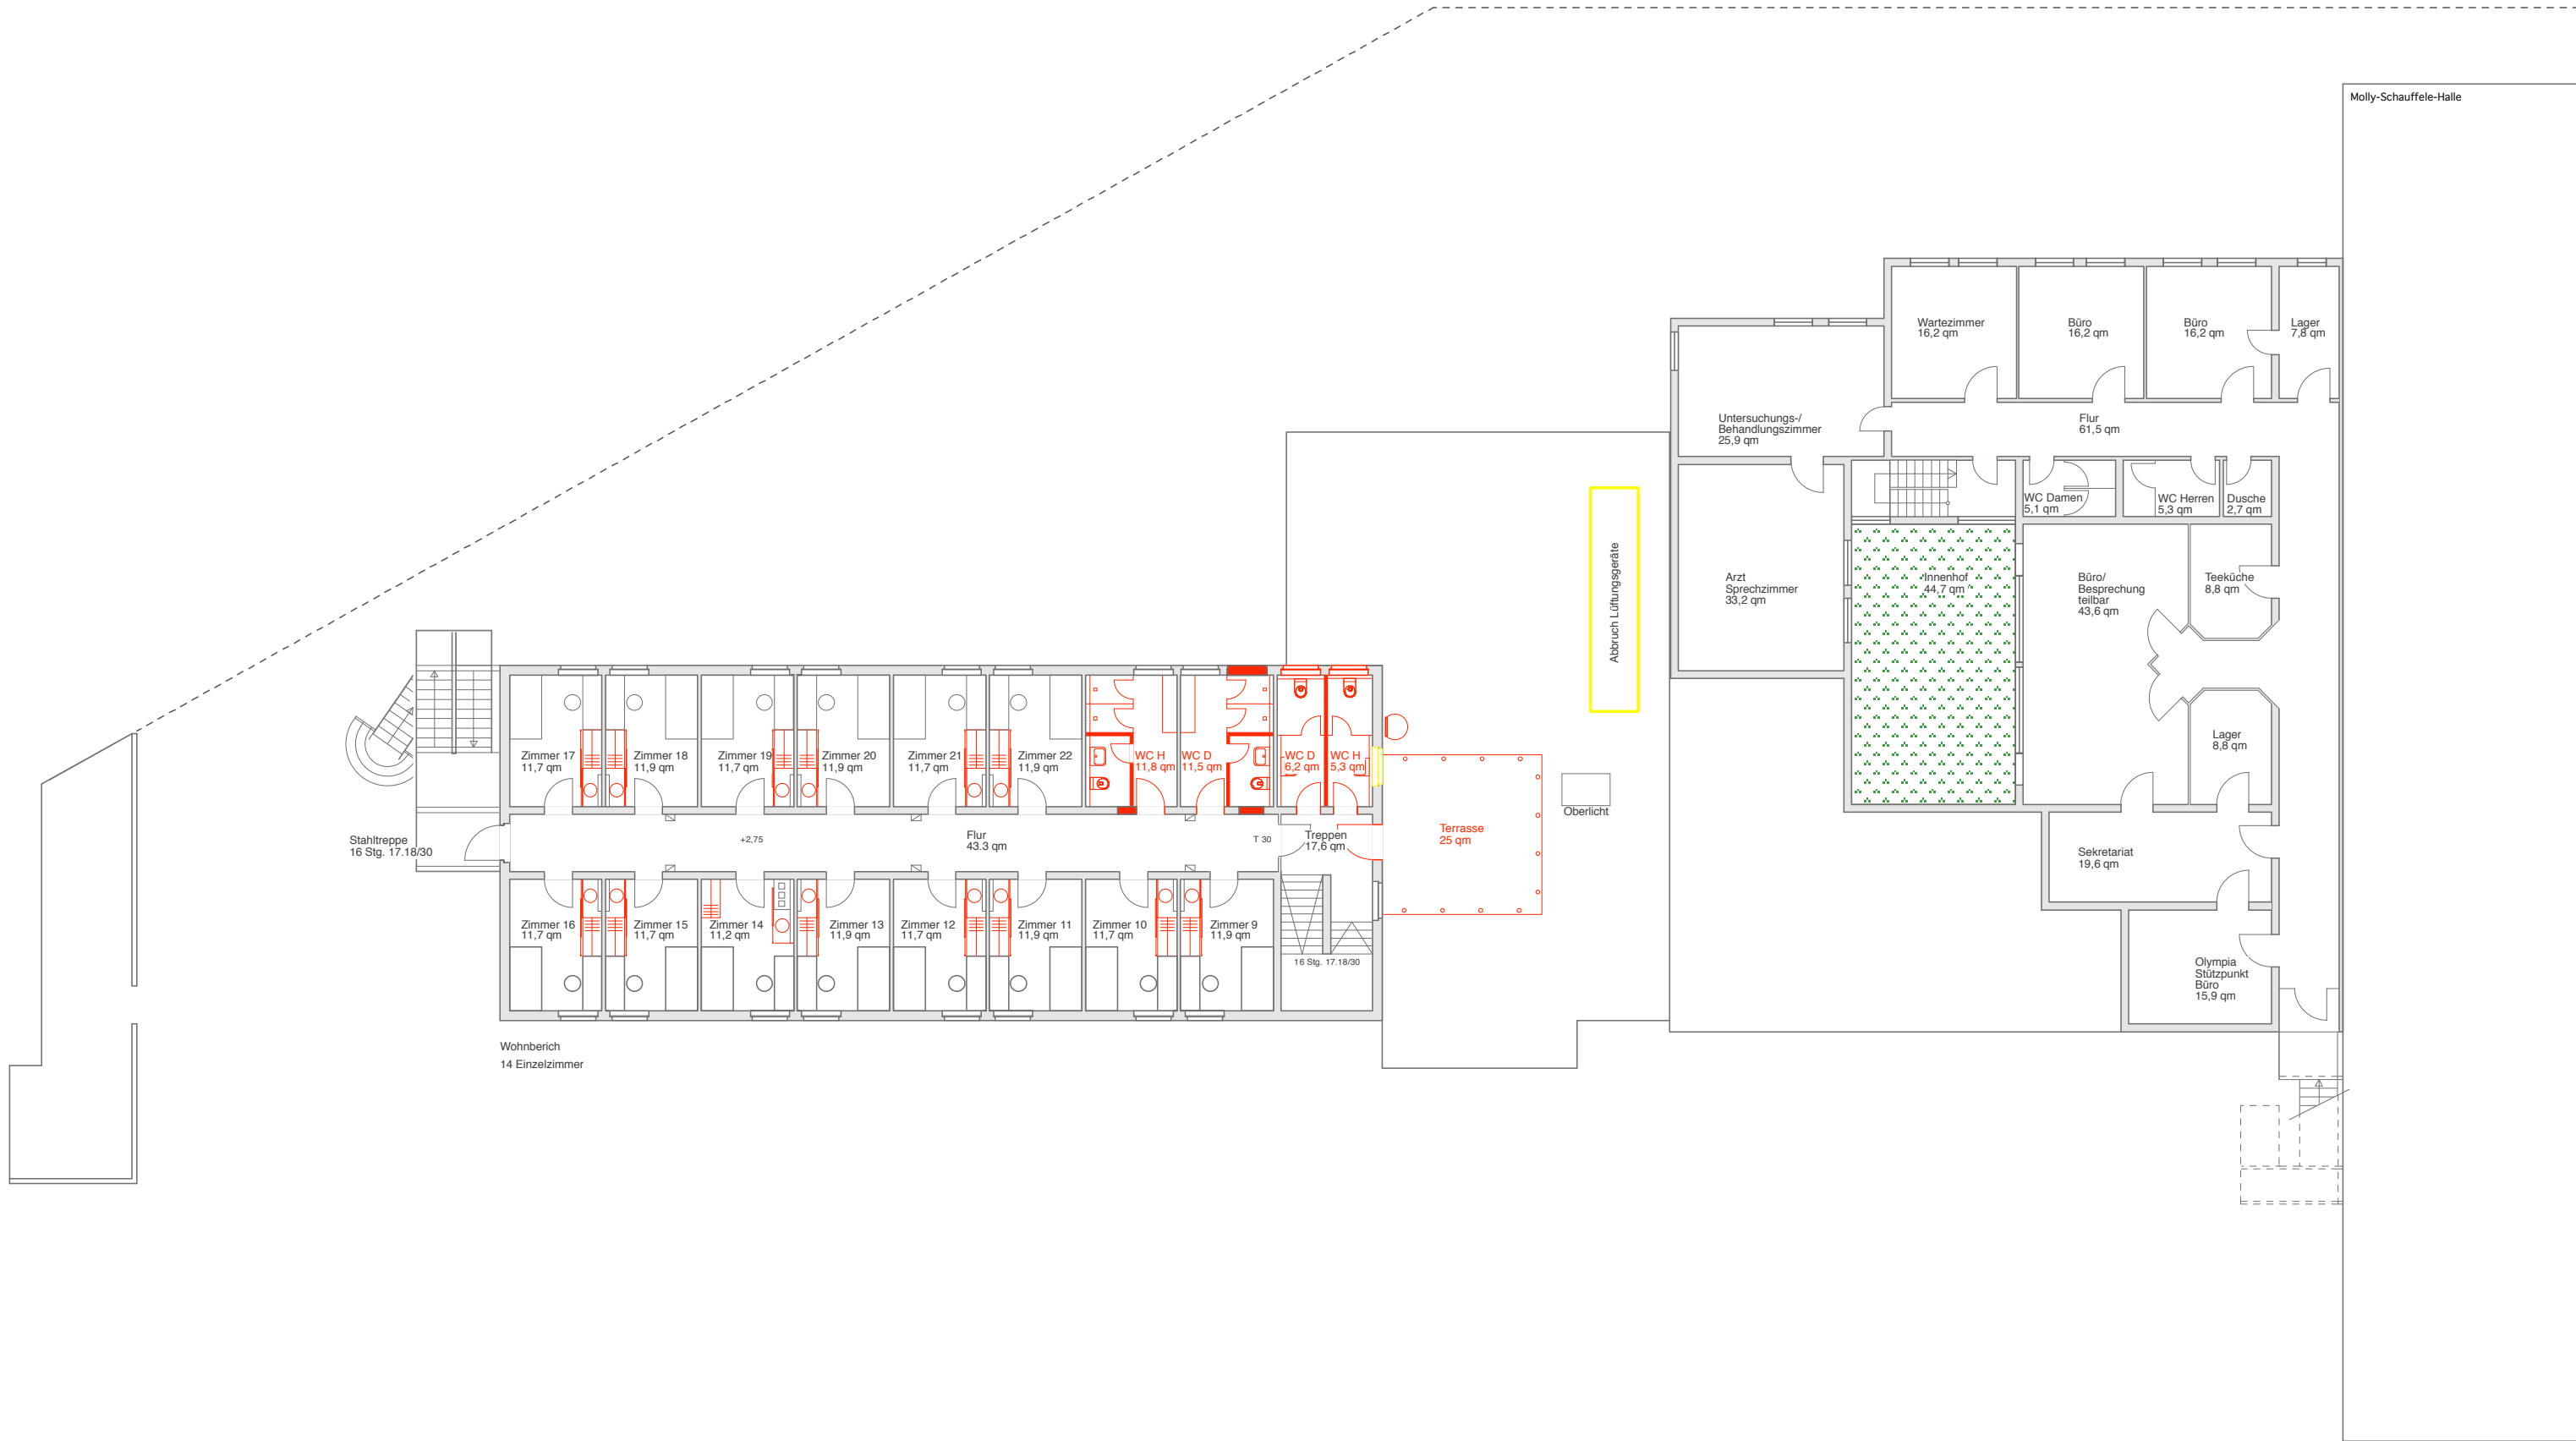 Molly-Schauffele-Halle
Wartezimmer
16,2 qm
Büro
16,2 qm
Büro
16,2 qm
Lager
7,8 qm
Untersuchungs-/
Behandlungszimmer
25,9 qm
Flur
61,5 qm
WC Damen
5,1 qm
WC Herren
5,3 qm
Dusche
2,7 qm
Abbruch Lüftungsgeräte
Arzt
Sprechzimmer
33,2 qm
Innenhof
44,7 qm
Büro/
Besprechung
teilbar
43,6 qm
Teeküche
8,8 qm
Lager
8,8 qm
Zimmer 17
11,7 qm
Zimmer 18
11,9 qm
Zimmer 19
11,7 qm
Zimmer 20
11,9 qm
Zimmer 21
11,7 qm
Zimmer 22
11,9 qm
WC H
11,8 qm
WC D
11,5 qm
WC D
6,2 qm
WC H
5,3 qm
Oberlicht
Stahltreppe
16 Stg. 17.18/30
+2,75
Flur
43.3 qm
T 30
Treppen
17,6 qm
Terrasse
25 qm
Sekretariat
19,6 qm
Zimmer 16
11,7 qm
Zimmer 15
11,7 qm
Zimmer 14
11,2 qm
Zimmer 13
11,9 qm
Zimmer 12
11,7 qm
Zimmer 11
11,9 qm
Zimmer 10
11,7 qm
Zimmer 9
11,9 qm
16 Stg. 17.18/30
Olympia
Stützpunkt
Büro
15,9 qm
Wohnberich
14 Einzelzimmer